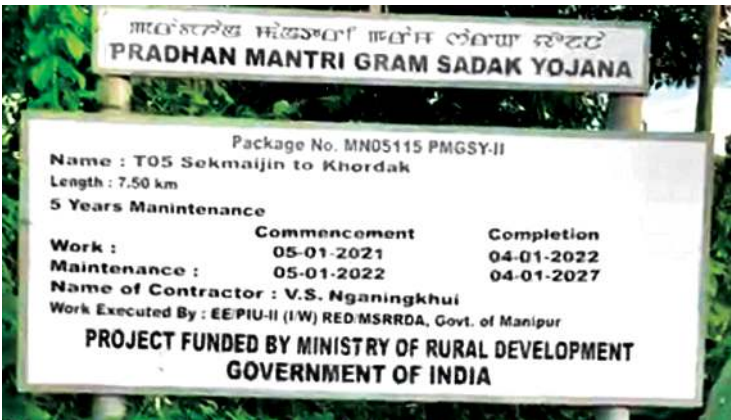 PRADHAN MANTRI GRAM SADAK YOJANA
Package No. MN05115 PMGSY-II
Name : T05 Sekmaijin to Khordak
Length : 7.50 km
5 Years Manintenance
Commencement Completion
Work : 05-01-2021 04-01-2022
Maintenance : 05-01-2022 04-01-2027
Name of Contractor : V.S. Nganingkhui
Work Executed By : EE/PIU-II (I/W) RED/MSRRDA, Govt. of Manipur
PROJECT FUNDED BY MINISTRY OF RURAL DEVELOPMENT
GOVERNMENT OF INDIA